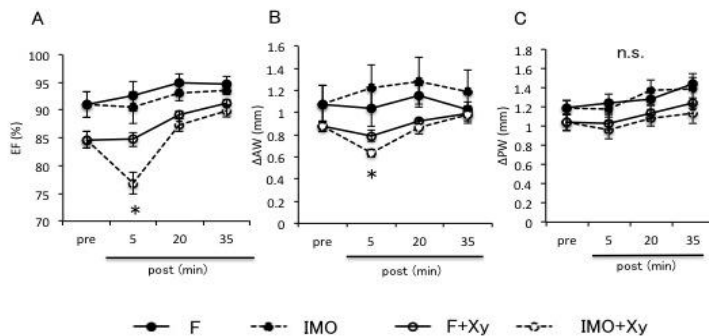 A
B
C
EF (%)
100
95
90
85
80
75
70
*
pre
5
20
35
post (min)
ΔAW (mm)
1.8
1.6
1.4
1.2
1
0.8
0.6
0.4
0.2
0
*
pre
5
20
35
post (min)
ΔPW (mm)
n.s.
1.8
1.6
1.4
1.2
1
0.8
0.6
0.4
0.2
0
pre
5
20
35
post (min)
F
IMO
F+Xy
IMO+Xy